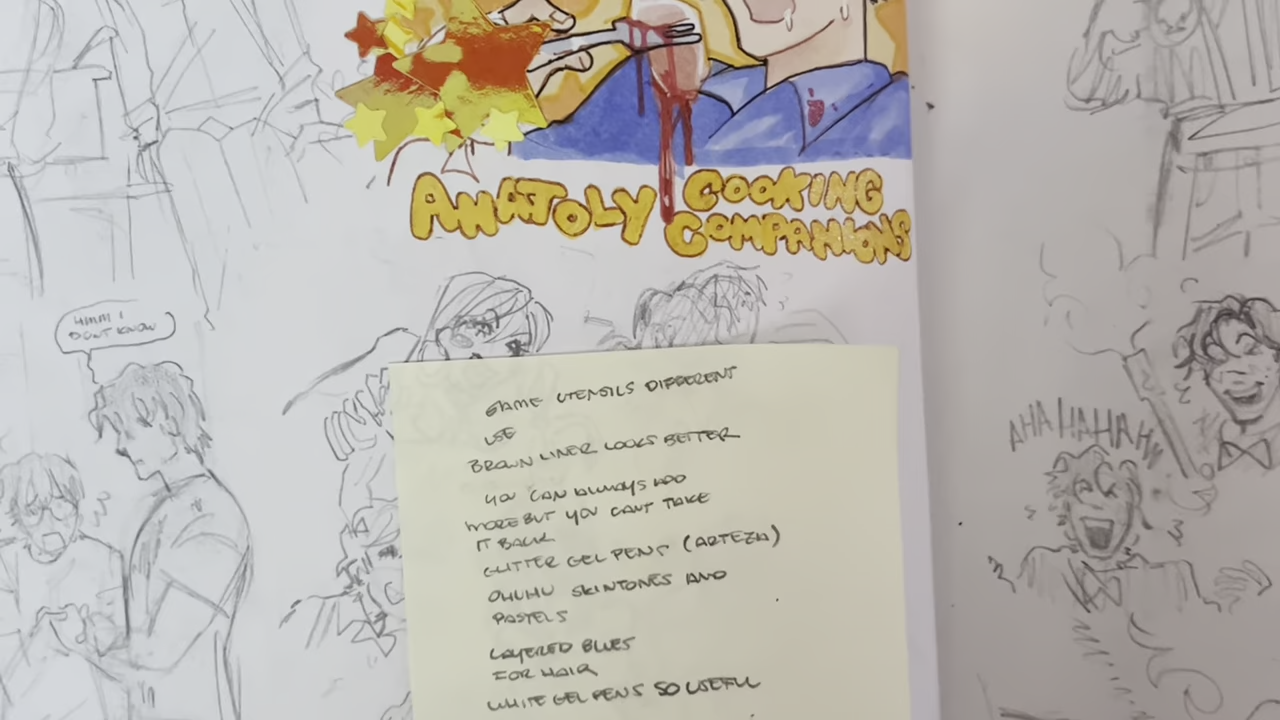 ANATOLY COOKING
COMPANIONS
HMM I
DON'T KNOW
AHA HAHAH
SAME UTENSILS DIFFERENT
USE
BROWN LINER LOOKS BETTER
YOU CAN ALWAYS ADD
MORE BUT YOU CANT TAKE
IT BACK
GLITTER GEL PENS (ARTEZA)
OHUHU SKINTONES AND
PASTELS
LAYERED BLUES
FOR HAIR
WHITE GEL PENS SO USEFUL